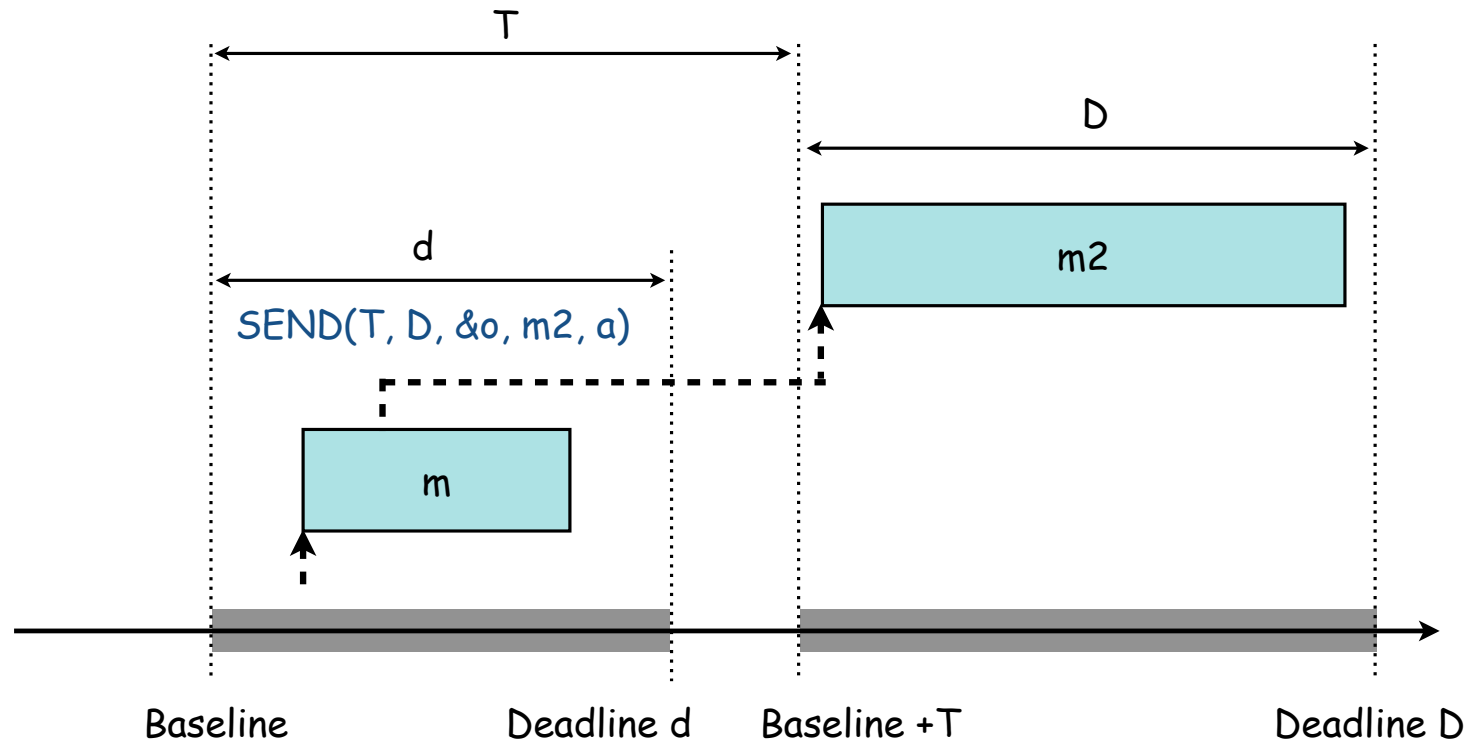 T
D
d
SEND(T, D, &o, m2, a)
m2
m
Baseline
Deadline d
Baseline +T
Deadline D